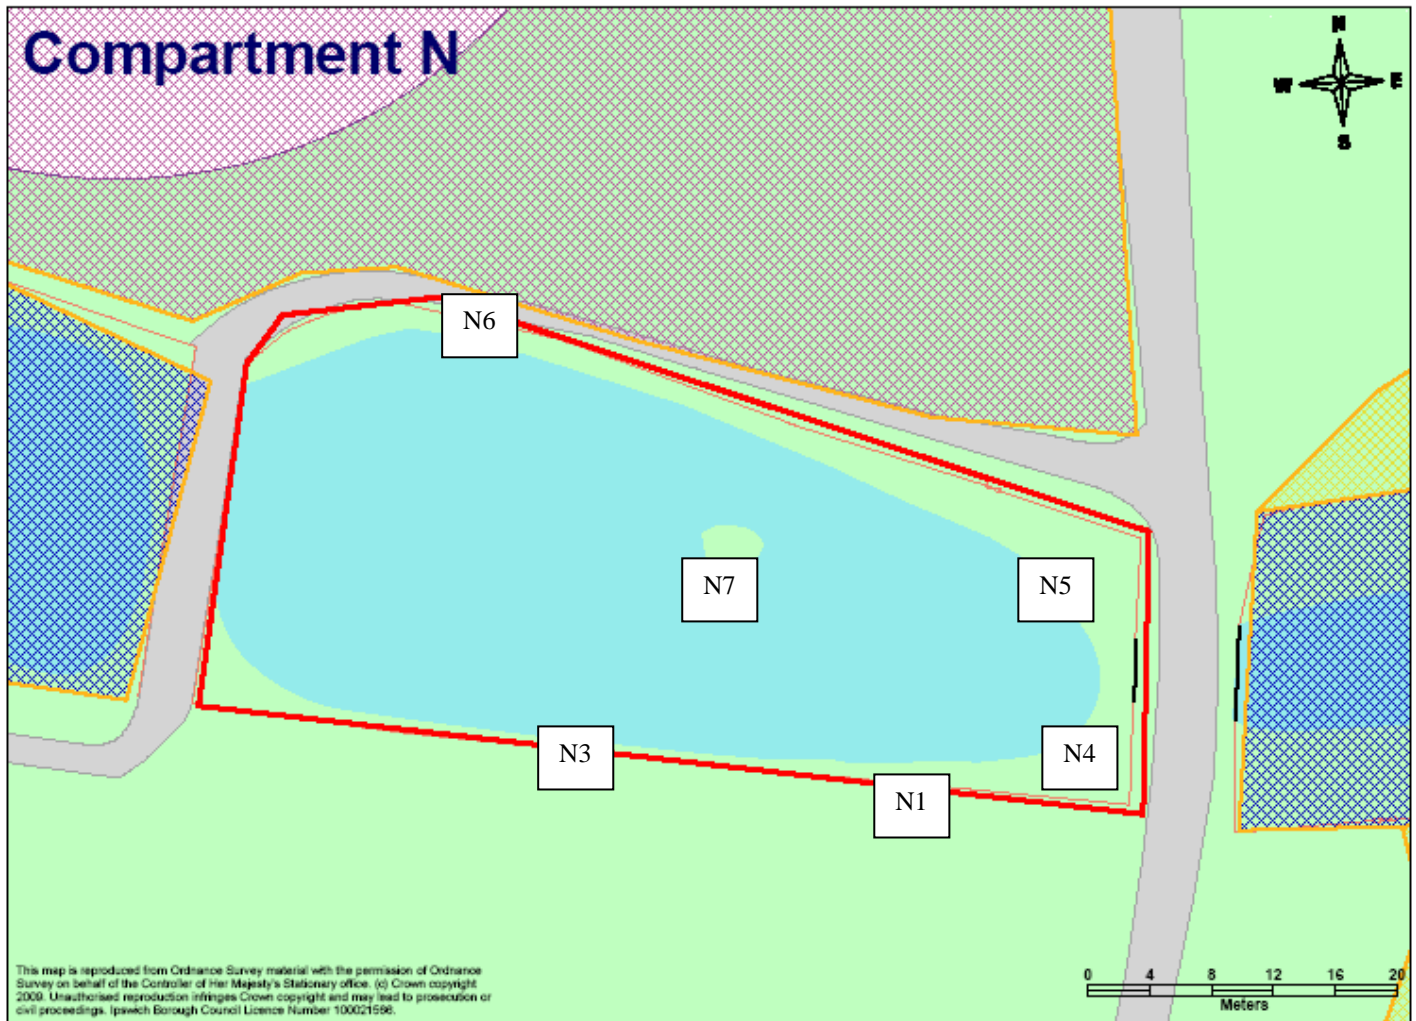 Compartment N
N
W E
S
N6
N7
N5
N3
N4
N1
This map is reproduced from Ordnance Survey material with the permission of Ordnance
Survey on behalf of the Controller of Her Majesty's Stationary office. (c) Crown copyright
2009. Unauthorised reproduction infringes Crown copyright and may lead to prosecution or
civil proceedings. Ipswich Borough Council Licence Number 100021566.
0 4 8 12 16 20
Meters